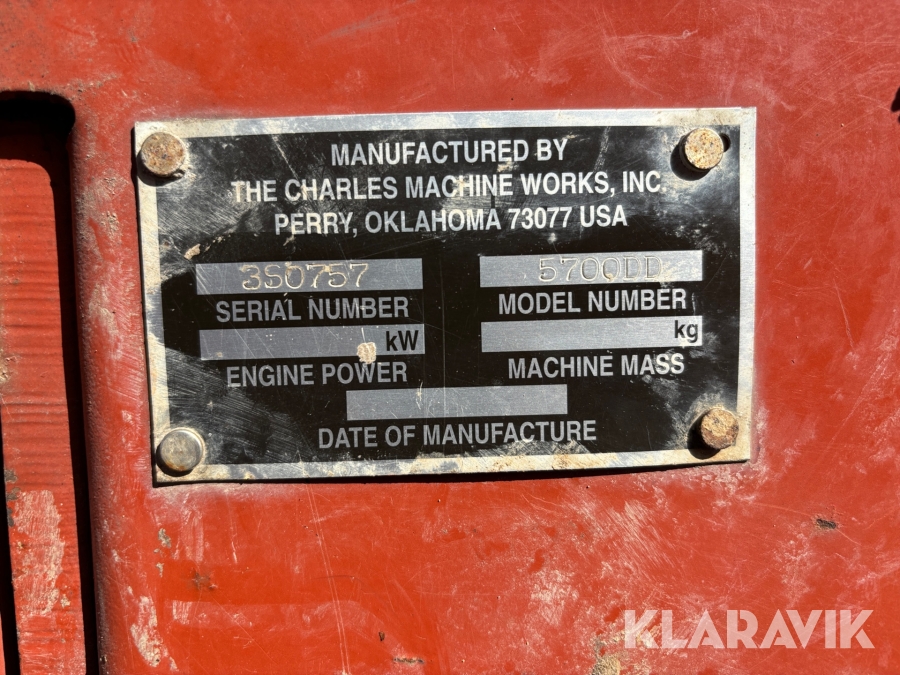 MANUFACTURED BY
THE CHARLES MACHINE WORKS, INC.
PERRY, OKLAHOMA 73077 USA
3S0757
5700DD
SERIAL NUMBER
MODEL NUMBER
kW
kg
ENGINE POWER
MACHINE MASS
DATE OF MANUFACTURE
KLARAVIK